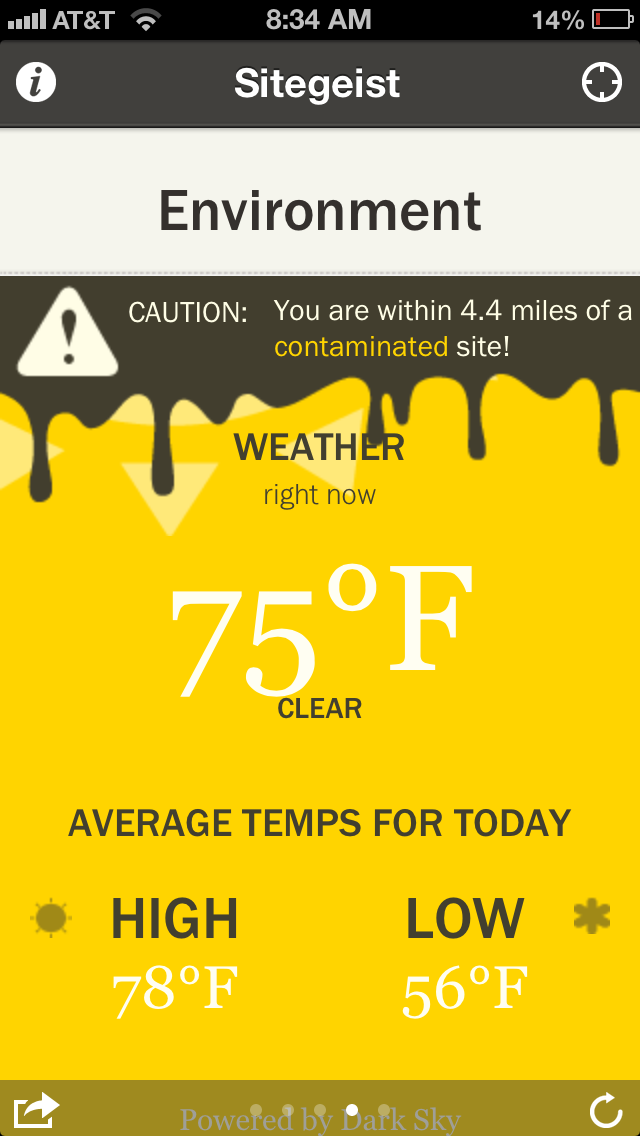 AT&T 8:34 AM 14%
Sitegeist
Environment
CAUTION: You are within 4.4 miles of a
contaminated site!
WEATHER
right now
75°F
CLEAR
AVERAGE TEMPS FOR TODAY
HIGH LOW
78°F 56°F
Powered by Dark Sky